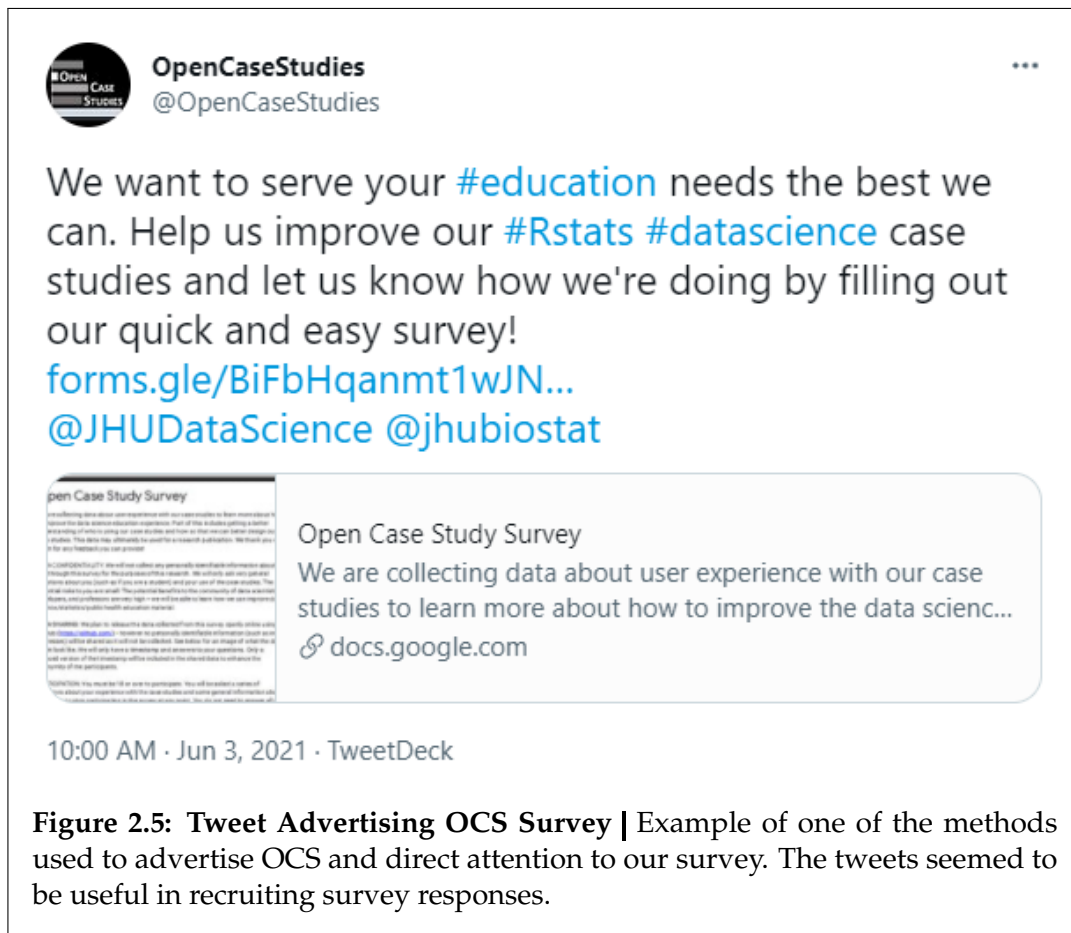 OPEN
CASE
STUDIES
OpenCaseStudies
@OpenCaseStudies
We want to serve your #education needs the best we
can. Help us improve our #Rstats #datascience case
studies and let us know how we're doing by filling out
our quick and easy survey!
forms.gle/BiFbHqanmt1wJN...
@JHUDataScience @jhubiostat
pen Case Study Survey
Open Case Study Survey
We are collecting data about user experience with our case
studies to learn more about how to improve the data scienc...
docs.google.com
10:00 AM · Jun 3, 2021 · TweetDeck
Figure 2.5: Tweet Advertising OCS Survey | Example of one of the methods
used to advertise OCS and direct attention to our survey. The tweets seemed to
be useful in recruiting survey responses.